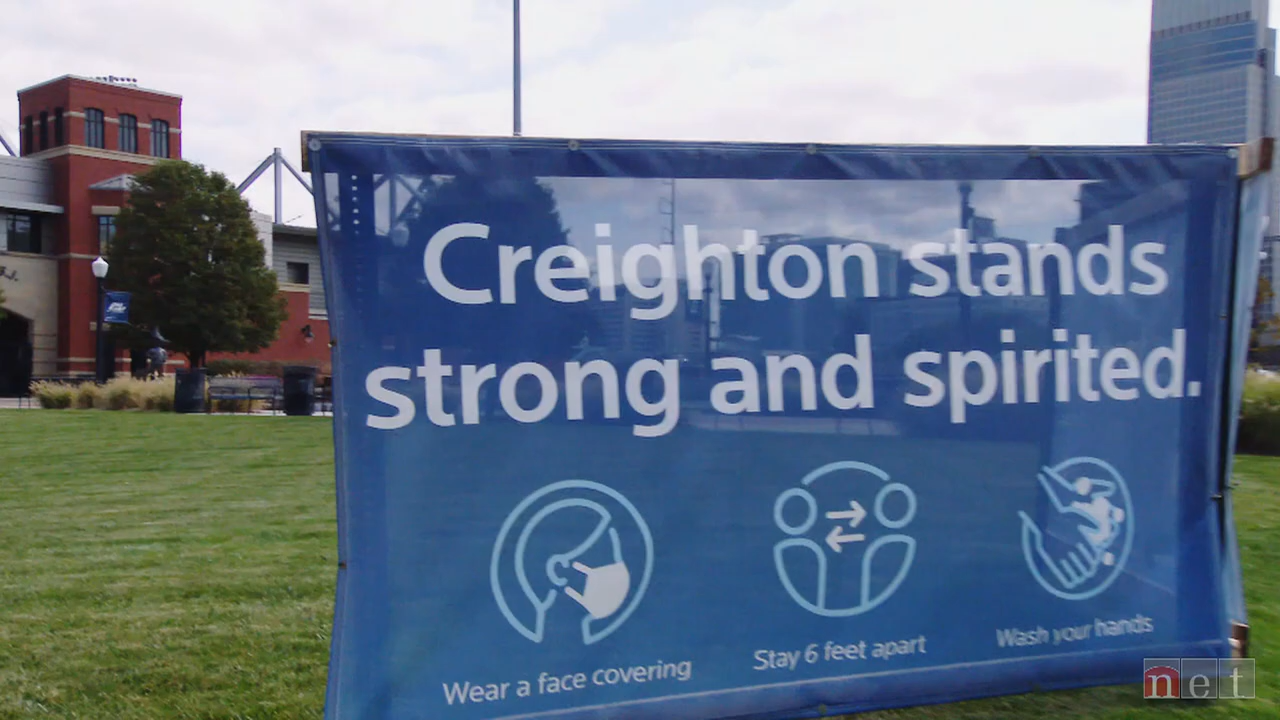 Creighton stands
strong and spirited.
Wear a face covering
Stay 6 feet apart
Wash your hands
net